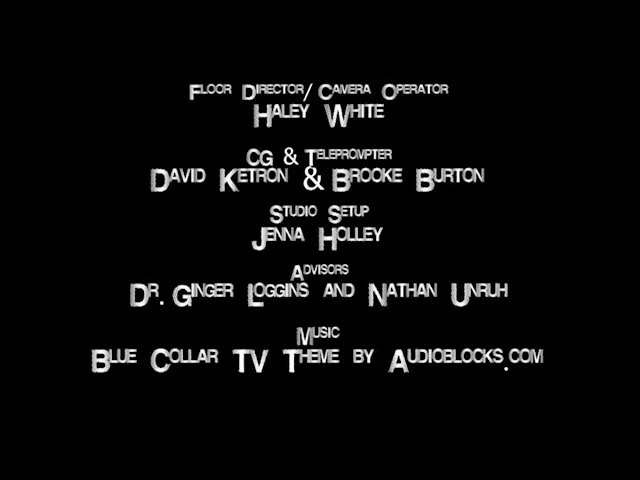 Floor Director/ Camera Operator
Haley White
CG & Teleprompter
David Ketron & Brooke Burton
Studio Setup
Jenna Holley
Advisors
Dr. Ginger Loggins and Nathan Unruh
Music
Blue Collar TV Theme by Audioblocks.com